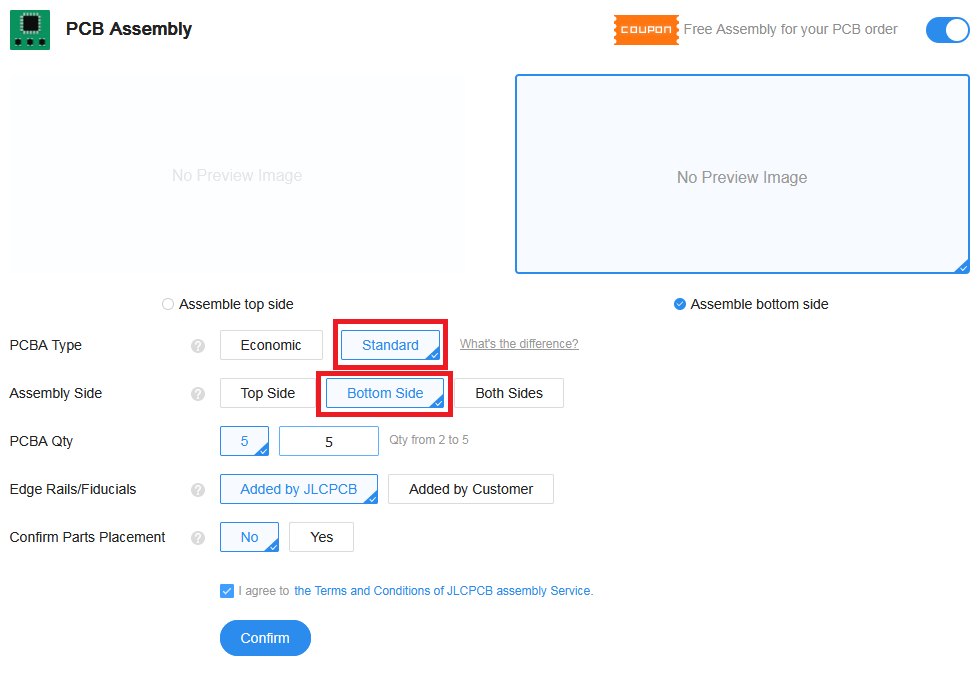 PCB Assembly
COUPON Free Assembly for your PCB order
No Preview Image
No Preview Image
Assemble top side
Assemble bottom side
PCBA Type ? Economic Standard What's the difference?
Assembly Side ? Top Side Bottom Side Both Sides
PCBA Qty 5 5 Qty from 2 to 5
Edge Rails/Fiducials ? Added by JLCPCB Added by Customer
Confirm Parts Placement ? No Yes
I agree to the Terms and Conditions of JLCPCB assembly Service.
Confirm